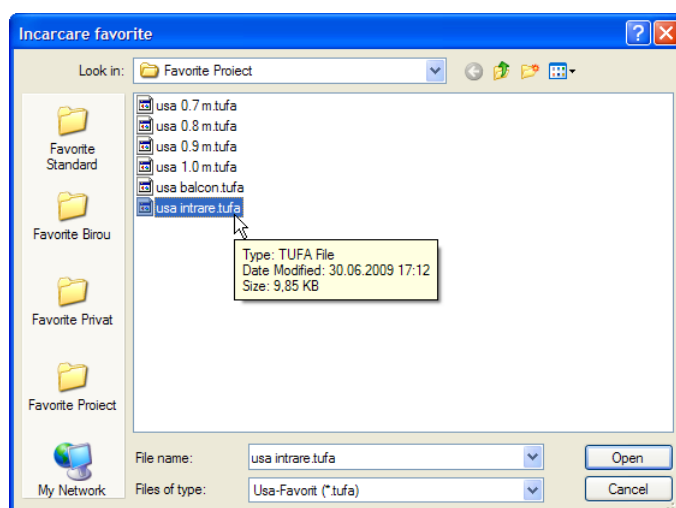 Incarcare favorite
Look in:
Favorite Proiect
Favorite Standard
Favorite Birou
Favorite Privat
Favorite Proiect
My Network
usa 0.7 m.tufa
usa 0.8 m.tufa
usa 0.9 m.tufa
usa 1.0 m.tufa
usa balcon.tufa
usa intrare.tufa
Type: TUFA File
Date Modified: 30.06.2009 17:12
Size: 9,85 KB
File name:
usa intrare.tufa
Open
Files of type:
Usa-Favorit (*.tufa)
Cancel